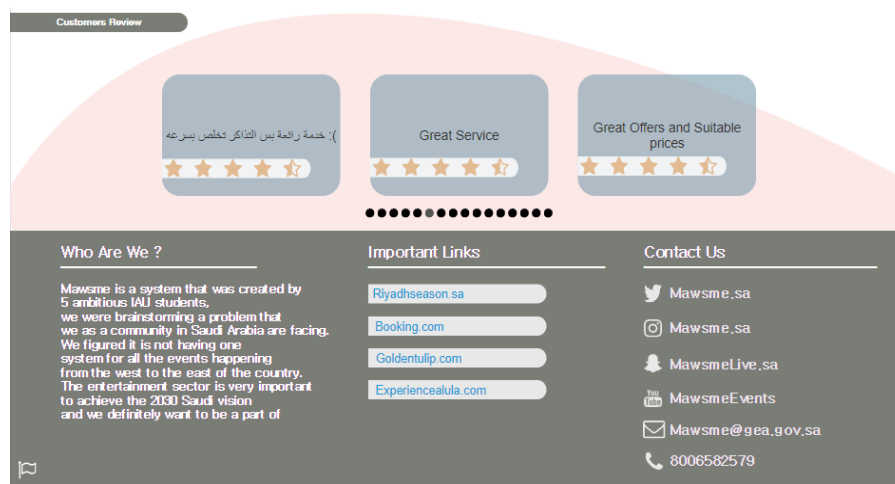 Customers Review
خدمة رائعة بس التذاكر تخلص بسرعه :(
Great Service
Great Offers and Suitable
prices
Who Are We ?
Mawsme is a system that was created by
5 ambitious IAU students,
we were brainstorming a problem that
we as a community in Saudi Arabia are facing.
We figured it is not having one
system for all the events happening
from the west to the east of the country.
The entertainment sector is very important
to achieve the 2030 Saudi vision
and we definitely want to be a part of
Important Links
Riyadhseason.sa
Booking.com
Goldentulip.com
Experiencealula.com
Contact Us
Mawsme.sa
Mawsme.sa
MawsmeLive.sa
You
Tube
MawsmeEvents
Mawsme@gea.gov.sa
8006582579